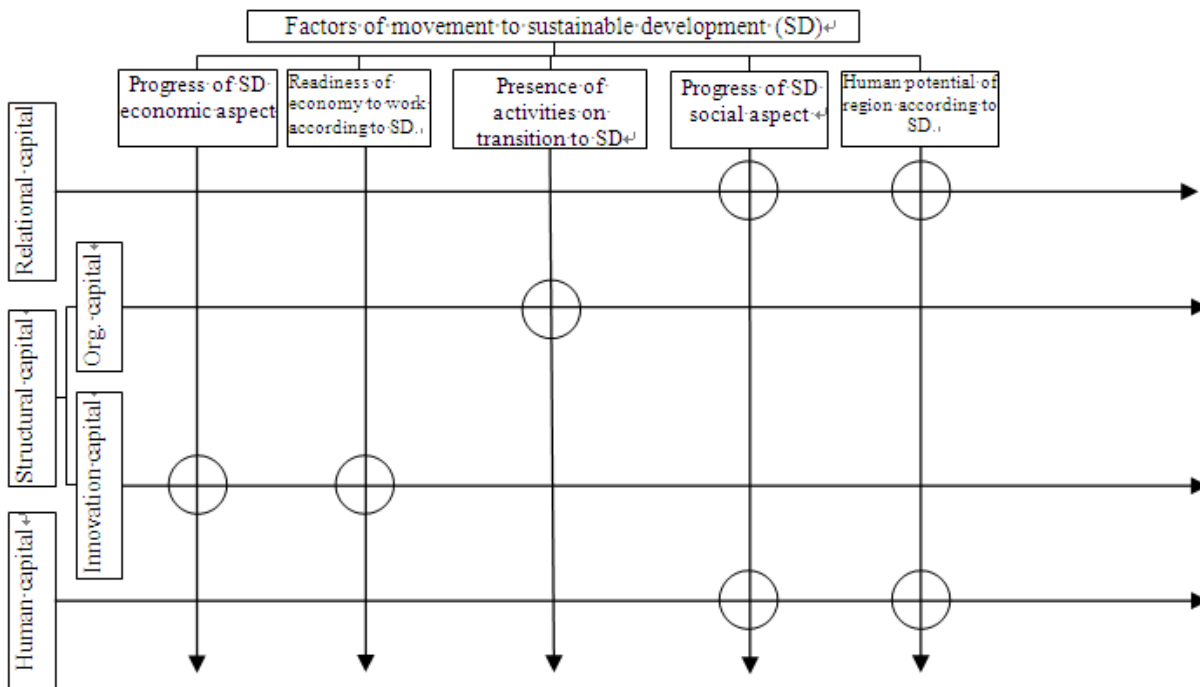 Factors of movement to sustainable development (SD)
Progress of SD
economic aspect
Readiness of
economy to work
according to SD.
Presence of
activities on
transition to SD
Progress of SD
social aspect
Human potential of
region according to
SD.
Relational capital
Org. capital
Structural capital
Innovation capital
Human capital